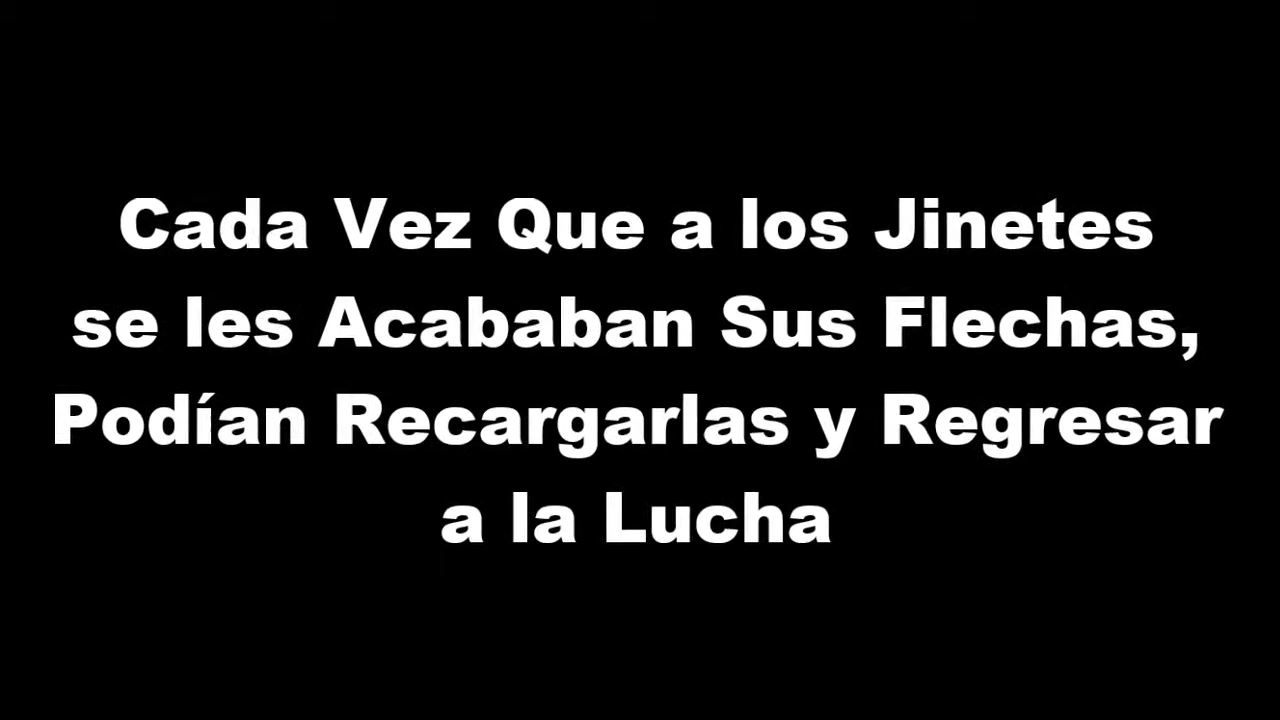 Cada Vez Que a los Jinetes
se les Acababan Sus Flechas,
Podían Recargarlas y Regresar
a la Lucha